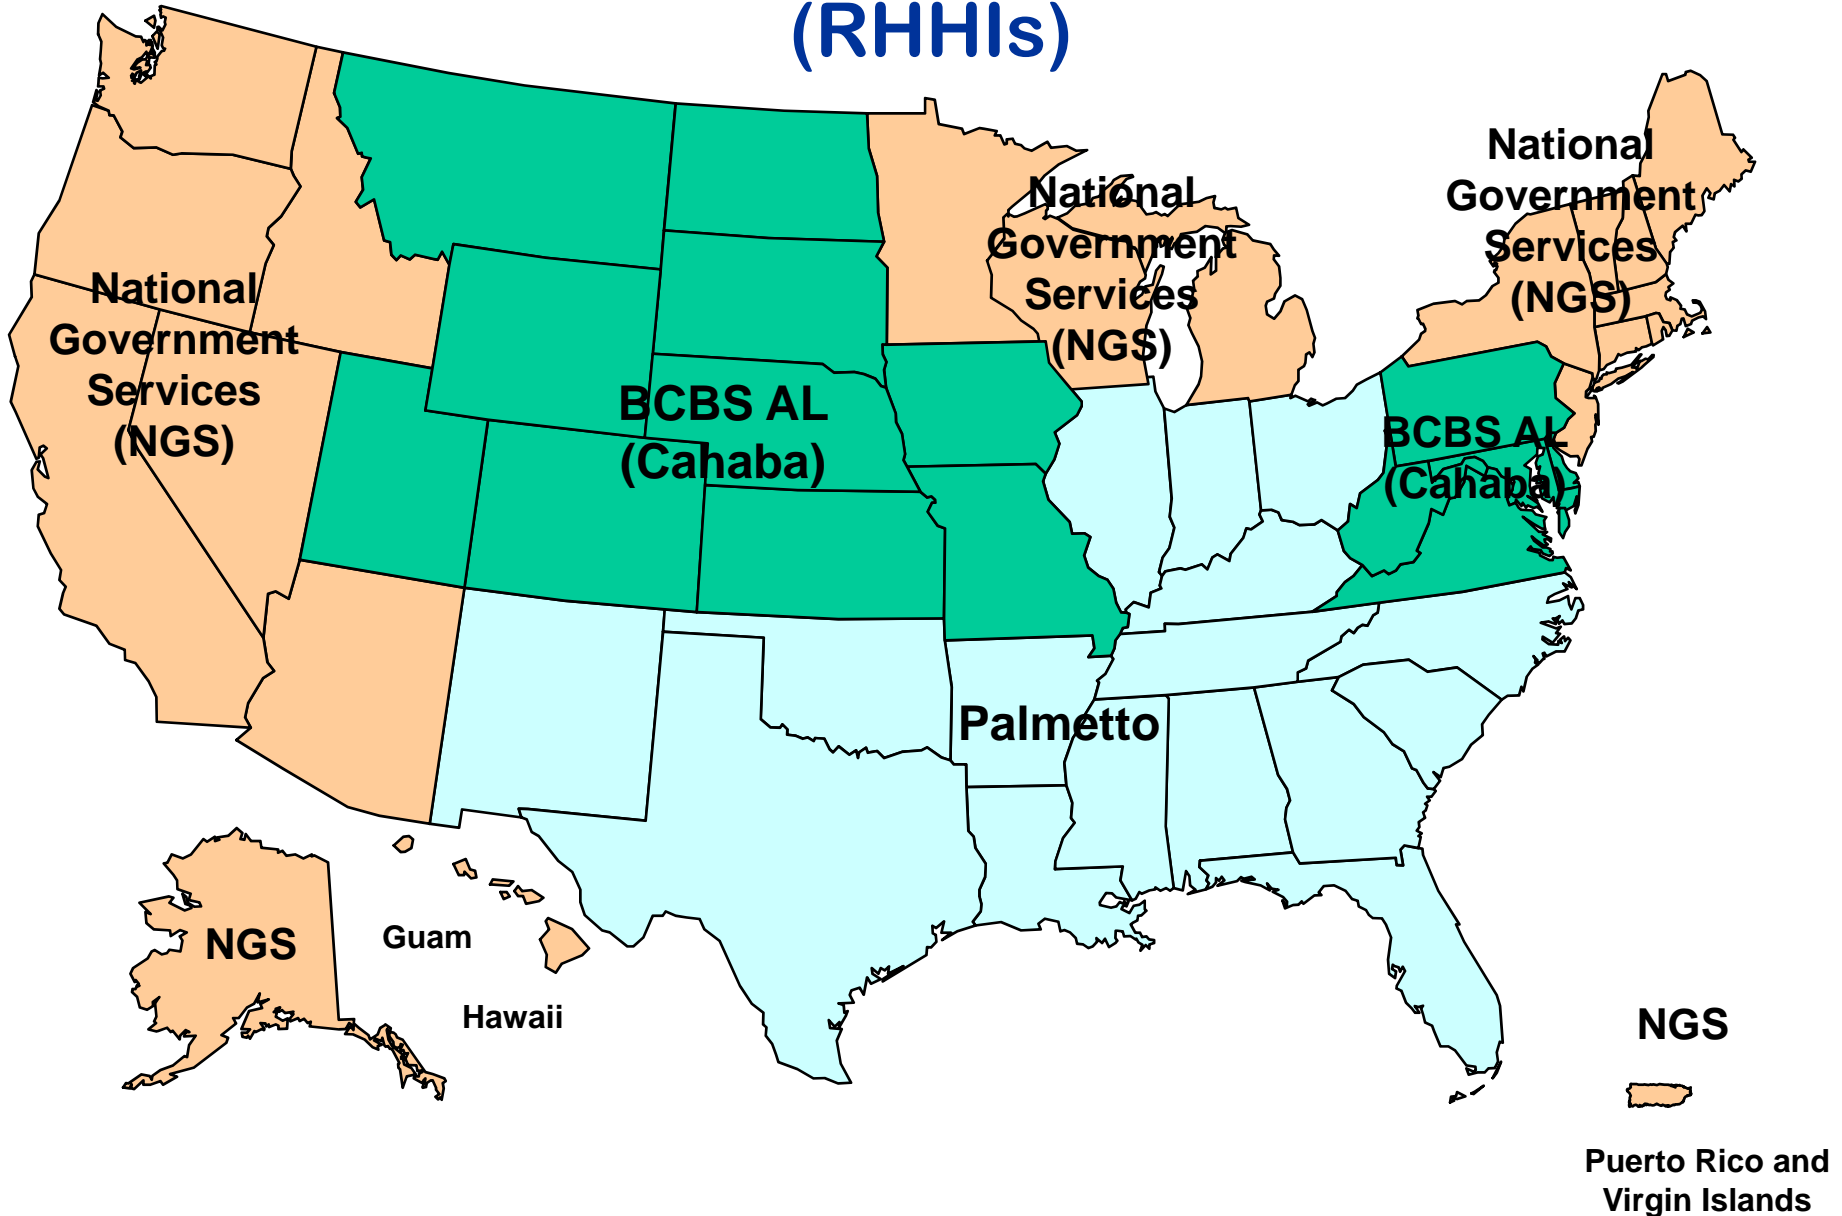 (RHHIs)
National
Government
Services
(NGS)
National
Government
Services
(NGS)
National
Government
Services
(NGS)
BCBS AL
(Cahaba)
BCBS AL
(Cahaba)
Palmetto
NGS
Guam
Hawaii
NGS
Puerto Rico and
Virgin Islands